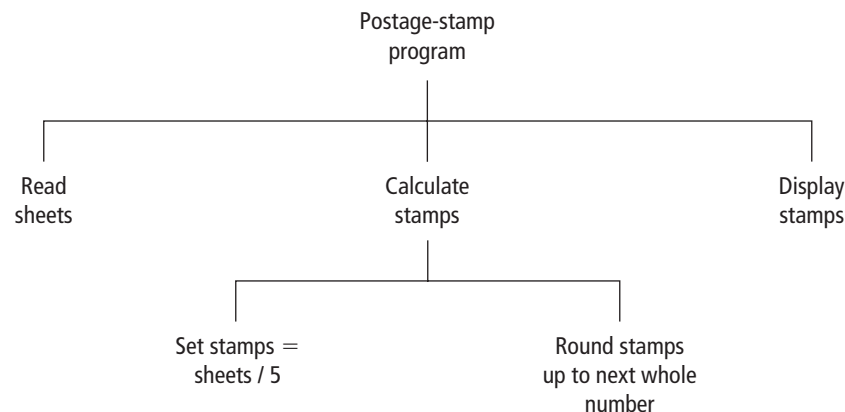 Postage-stamp
program
Read
sheets
Calculate
stamps
Display
stamps
Set stamps =
sheets / 5
Round stamps
up to next whole
number